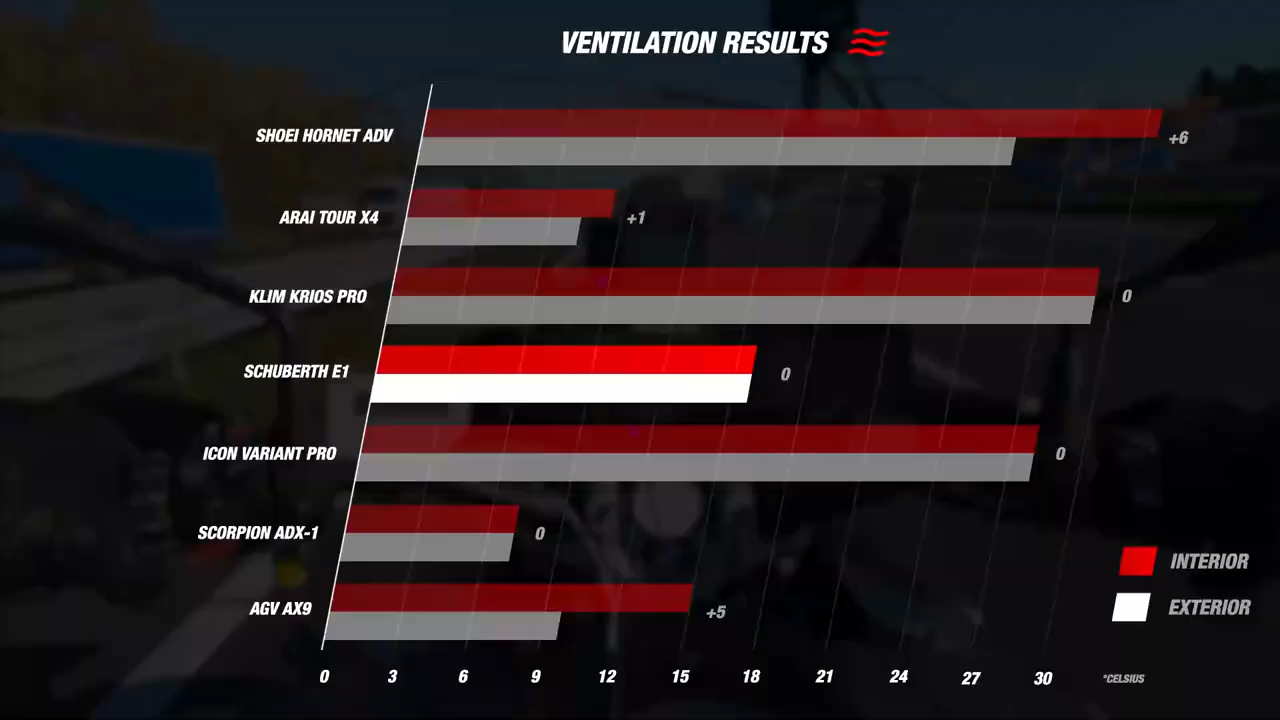 VENTILATION RESULTS
SHOEI HORNET ADV
+6
ARAI TOUR X4
+1
KLIM KRIOS PRO
0
SCHUBERTH E1
0
ICON VARIANT PRO
0
SCORPION ADX-1
0
AGV AX9
+5
INTERIOR
EXTERIOR
0 3 6 9 12 15 18 21 24 27 30 °CELSIUS